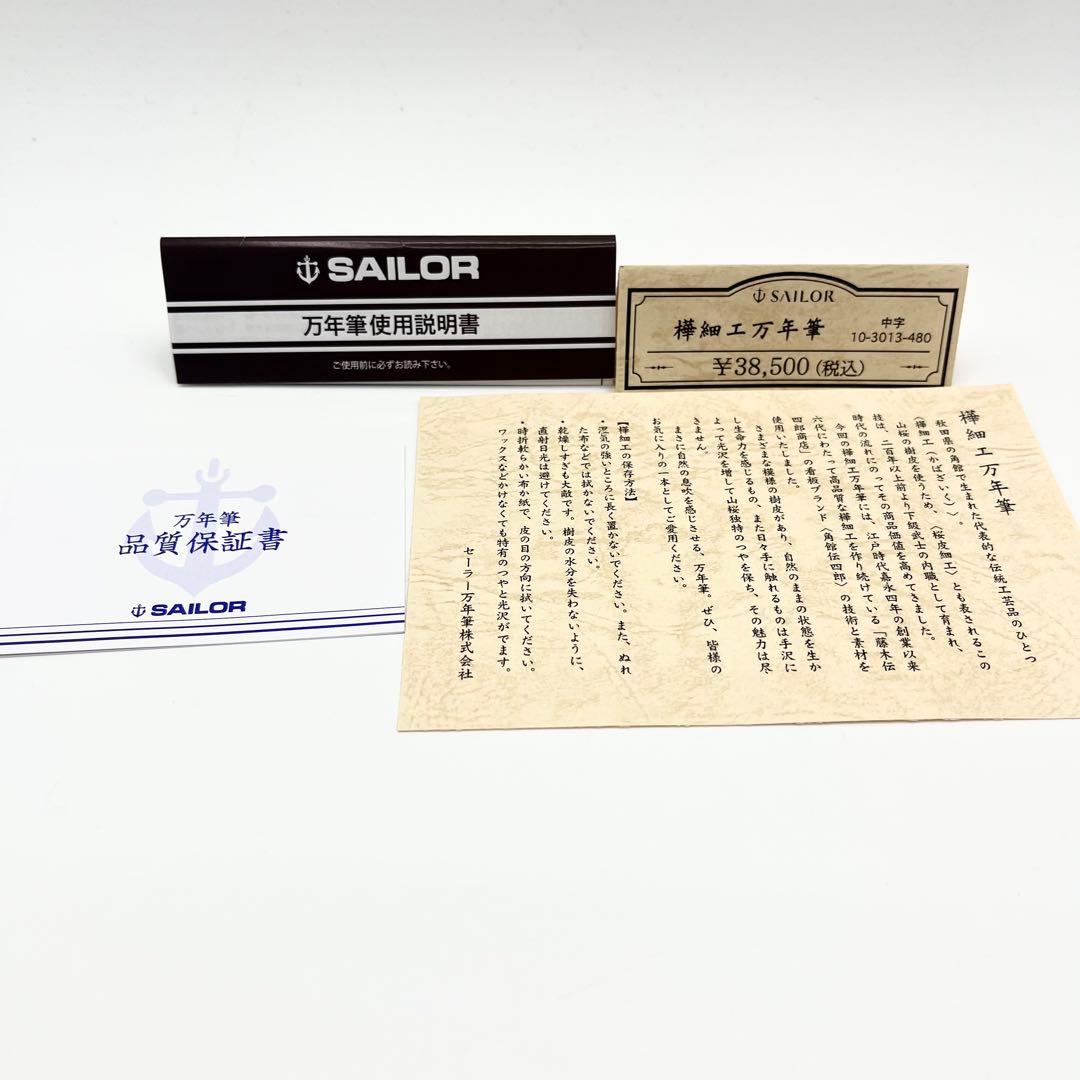 SAILOR
万年筆使用説明書
ご使用前に必ずお読み下さい。
SAILOR
樺細工万年筆
中字
10-3013-480
¥38,500(税込)
万年筆
品質保証書
SAILOR
樺細工万年筆
秋田県の角館で生まれた代表的な伝統工芸品のひとつ
〈樺細工(かばざいく)〉。
山桜の樹皮を使うため、〈桜皮細工〉とも表されるこの
技は、二百年以上前より下級武士の内職として育まれ、
時代の流れにのってその商品価値を高めてきました。
今回の樺細工万年筆には、江戸時代嘉永四年の創業以来
六代にわたって高品質な樺細工を作り続けている「藤木伝
四郎商店」の看板ブランド〈角館伝四郎〉の技術と素材を
使用いたしました。
さまざまな模様の樹皮があり、自然のままの状態を生か
し生命力を感じるもの、また日々手に触れるものは手沢に
よって光沢を増して山桜独特のつやを保ち、その魅力は尽
きません。
まさに自然の息吹を感じさせる、万年筆。ぜひ、皆様の
お気に入りの一本としてご愛用ください。
【樺細工の保存方法】
・湿気の強いところに長く置かないでください。また、ぬれ
た布などでは拭かないでください。
・乾燥しすぎも大敵です。樹皮の水分を失わないように、
直射日光は避けてください。
・時折軟らかい布か紙で、皮の目の方向に拭いてください。
ワックスなどかけなくても特有のつやと光沢がでます。
セーラー万年筆株式会社